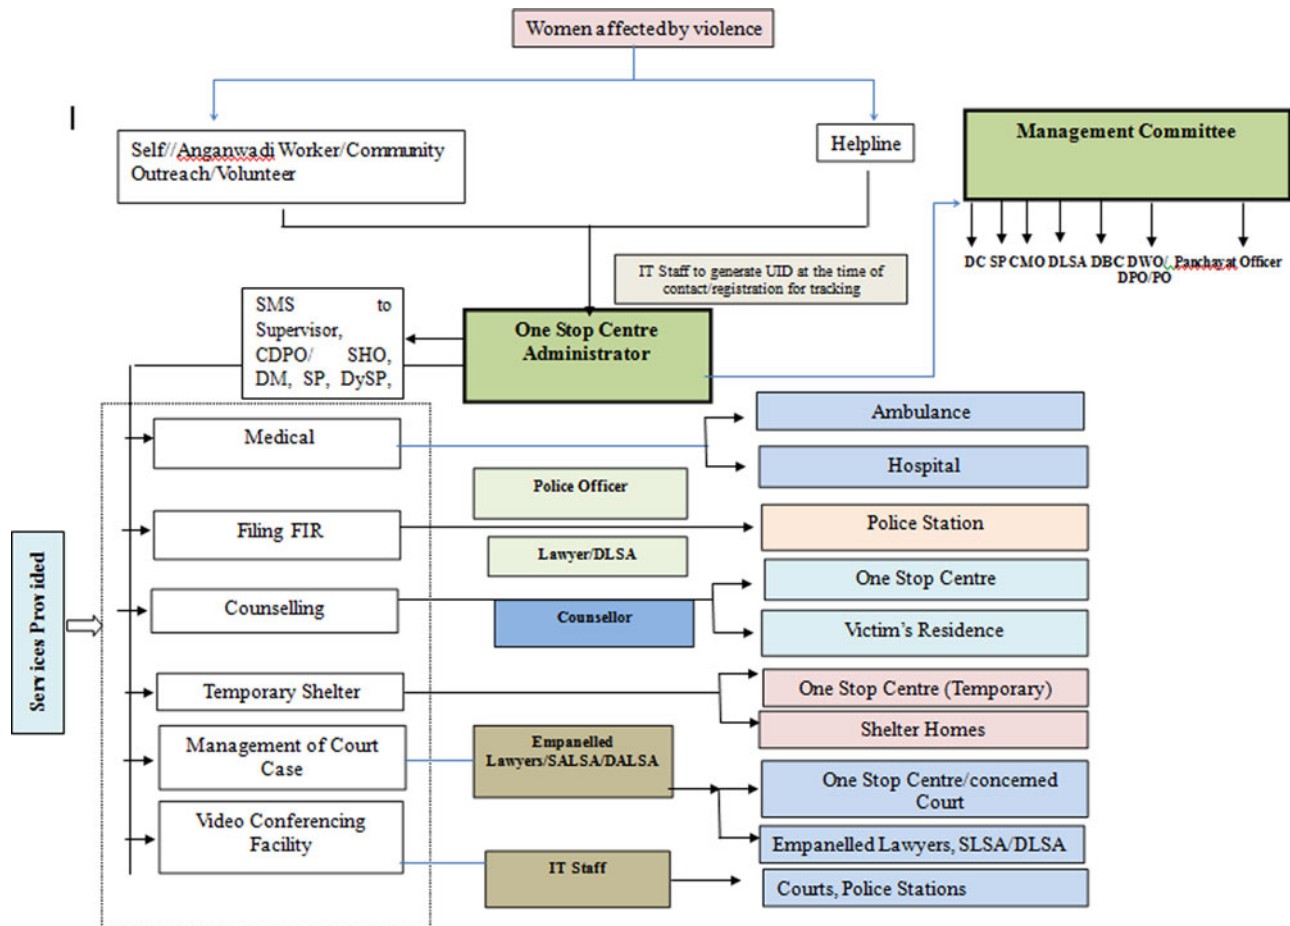 Women affected by violence
Self//Anganwadi Worker/Community
Outreach/Volunteer
Helpline
Management Committee
DC SP CMO DLSA DBC DWO/ Panchayat Officer
DPO/PO
IT Staff to generate UID at the time of
contact/registration for tracking
SMS to
Supervisor,
CDPO/ SHO,
DM, SP, DySP,
One Stop Centre
Administrator
Services Provided
Medical
Ambulance
Hospital
Police Officer
Filing FIR
Police Station
Lawyer/DLSA
Counselling
Counsellor
One Stop Centre
Victim's Residence
Temporary Shelter
One Stop Centre (Temporary)
Shelter Homes
Management of Court
Case
Empanelled
Lawyers/SALSA/DALSA
One Stop Centre/concerned
Court
Empanelled Lawyers, SLSA/DLSA
Video Conferencing
Facility
IT Staff
Courts, Police Stations